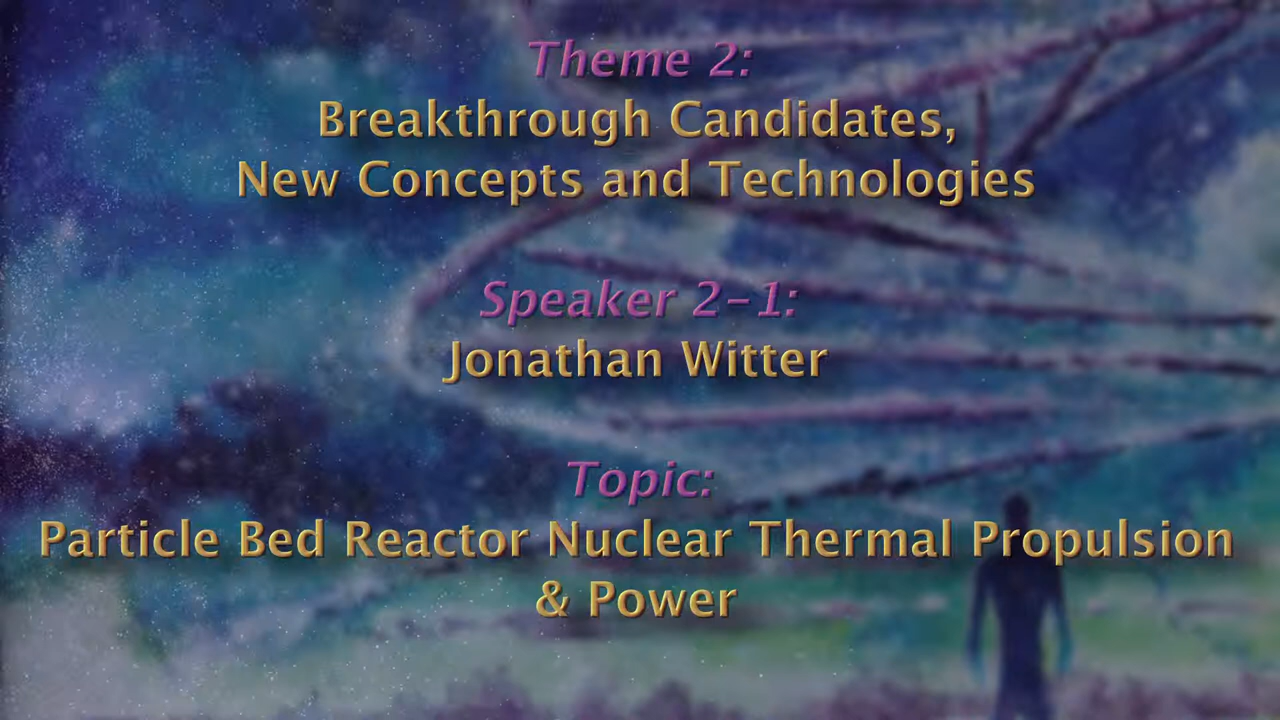 Theme 2:
Breakthrough Candidates,
New Concepts and Technologies
Speaker 2-1:
Jonathan Witter
Topic:
Particle Bed Reactor Nuclear Thermal Propulsion
& Power